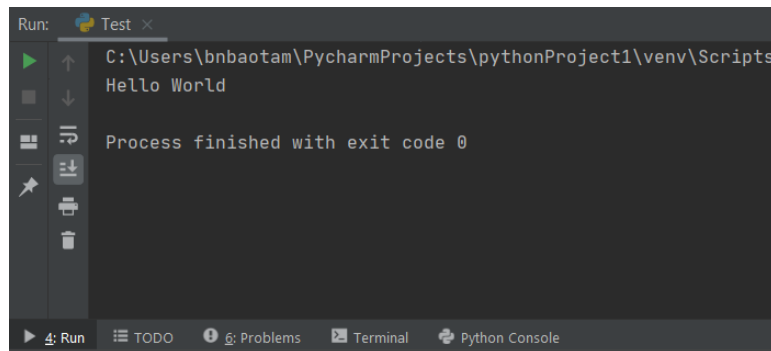 Run: Test
C:\Users\bnbaotam\PycharmProjects\pythonProject1\venv\Scripts
Hello World
Process finished with exit code 0
4: Run TODO 6: Problems Terminal Python Console